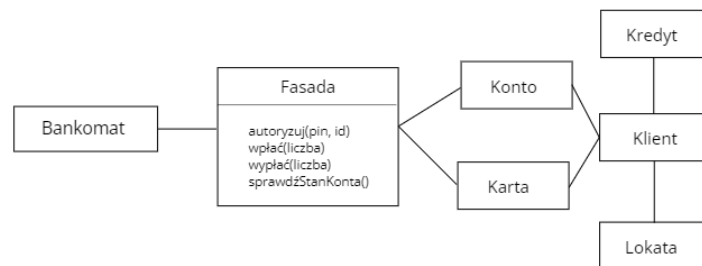 Kredyt
Fasada
Konto
Bankomat
autoryzuj(pin, id)
wpłać(liczba)
wypłać(liczba)
sprawdźStanKonta()
Klient
Karta
Lokata